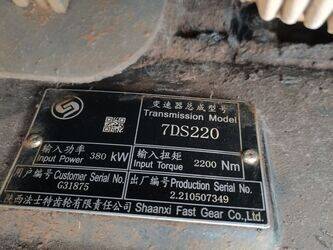 变速器总成型号
Transmission Model
7DS220
输入功率
Input Power 380 kW
输入扭矩
Input Torque 2200 Nm
用户编号 Customer Serial No.
G31875
出厂编号 Production Serial No.
2.210507349
陕西法士特齿轮有限责任公司 Shaanxi Fast Gear Co., Ltd.